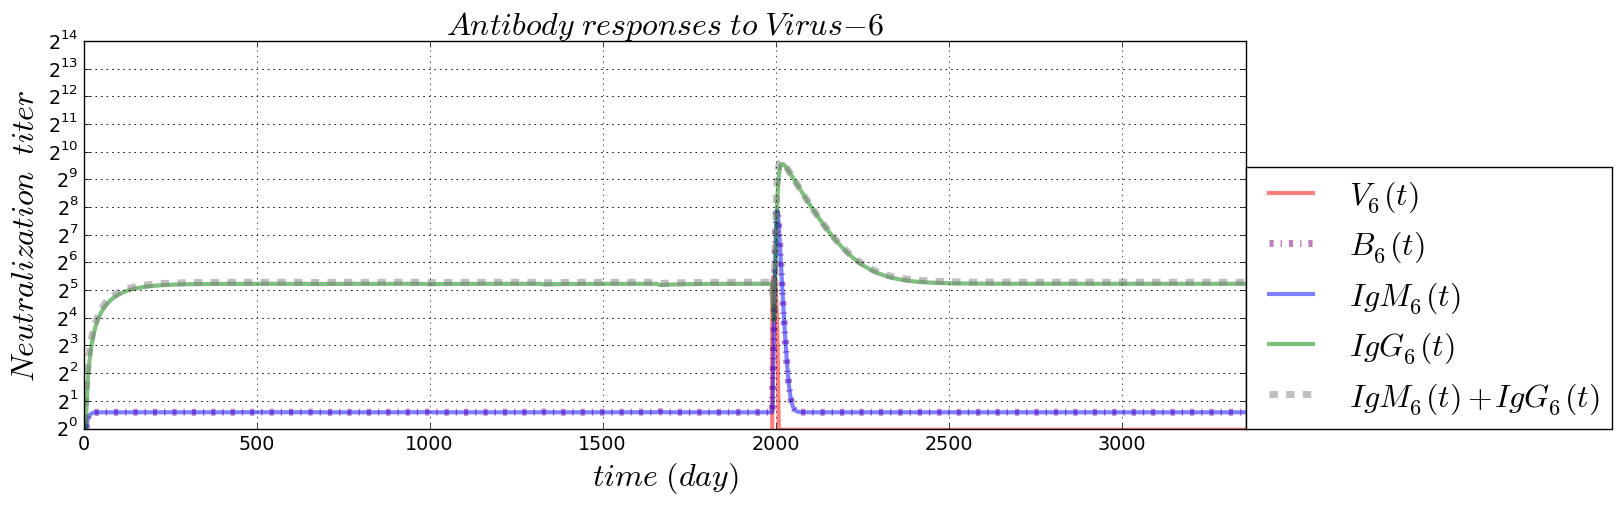 Antibody responses to Virus−6
Neutralization titer
2^14
2^13
2^12
2^11
2^10
2^9
2^8
2^7
2^6
2^5
2^4
2^3
2^2
2^1
2^0
0 500 1000 1500 2000 2500 3000
time (day)
V_6(t)
B_6(t)
IgM_6(t)
IgG_6(t)
IgM_6(t)+IgG_6(t)